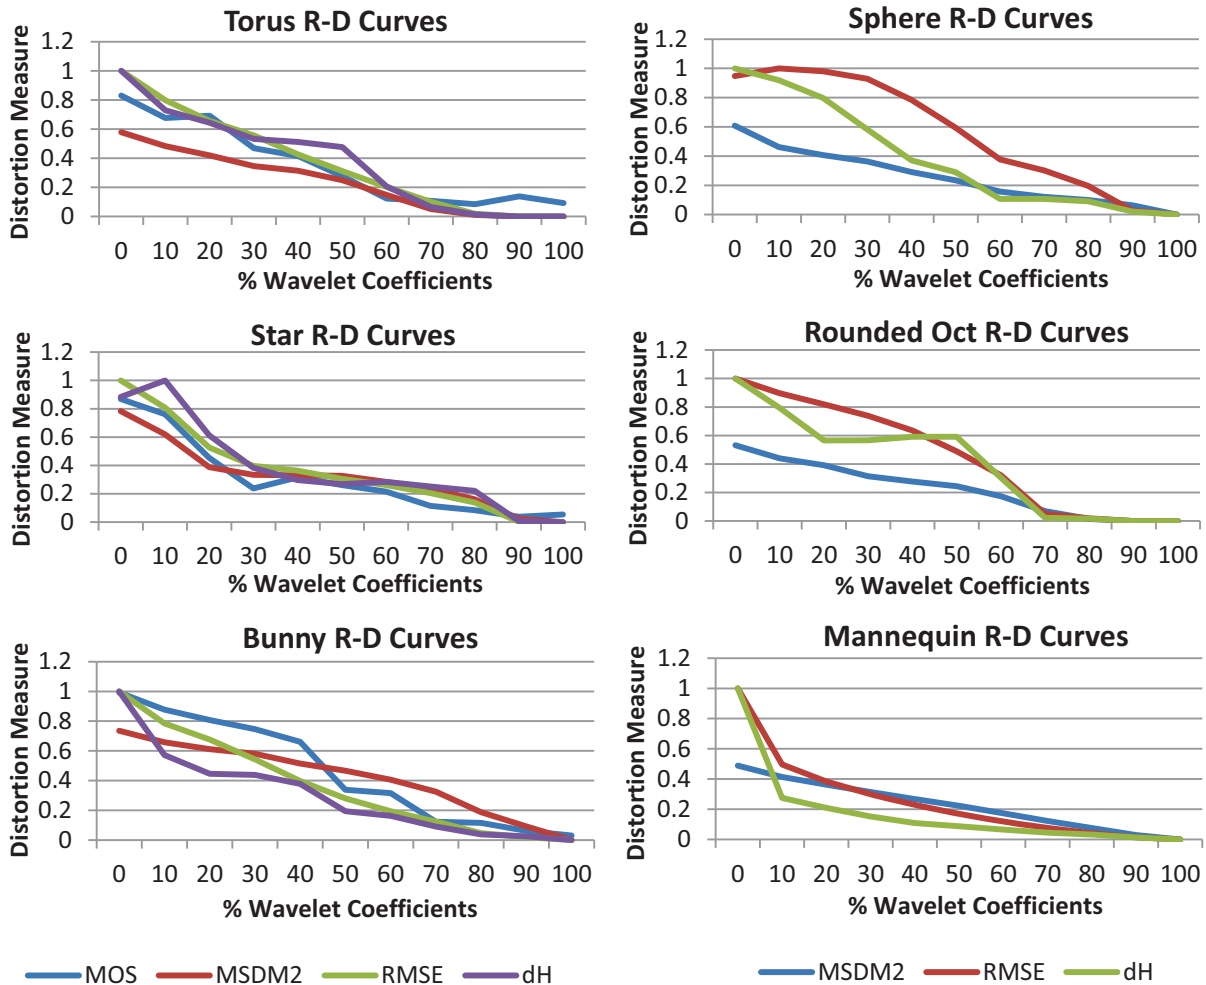 Torus R-D Curves
Distortion Measure
1.2
1
0.8
0.6
0.4
0.2
0
0 10 20 30 40 50 60 70 80 90 100
% Wavelet Coefficients
Sphere R-D Curves
Distortion Measure
1.2
1
0.8
0.6
0.4
0.2
0
0 10 20 30 40 50 60 70 80 90 100
% Wavelet Coefficients
Star R-D Curves
Distortion Measure
1.2
1
0.8
0.6
0.4
0.2
0
0 10 20 30 40 50 60 70 80 90 100
% Wavelet Coefficients
Rounded Oct R-D Curves
Distortion Measure
1.2
1
0.8
0.6
0.4
0.2
0
0 10 20 30 40 50 60 70 80 90 100
% Wavelet Coefficients
Bunny R-D Curves
Distortion Measure
1.2
1
0.8
0.6
0.4
0.2
0
0 10 20 30 40 50 60 70 80 90 100
% Wavelet Coefficients
Mannequin R-D Curves
Distortion Measure
1.2
1
0.8
0.6
0.4
0.2
0
0 10 20 30 40 50 60 70 80 90 100
% Wavelet Coefficients
MOS MSDM2 RMSE dH
MSDM2 RMSE dH